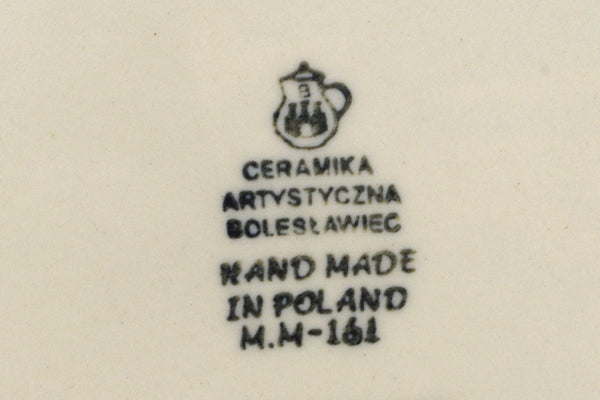 B
CERAMIKA
ARTYSTYCZNA
BOLESŁAWIEC
HAND MADE
IN POLAND
M.M-161